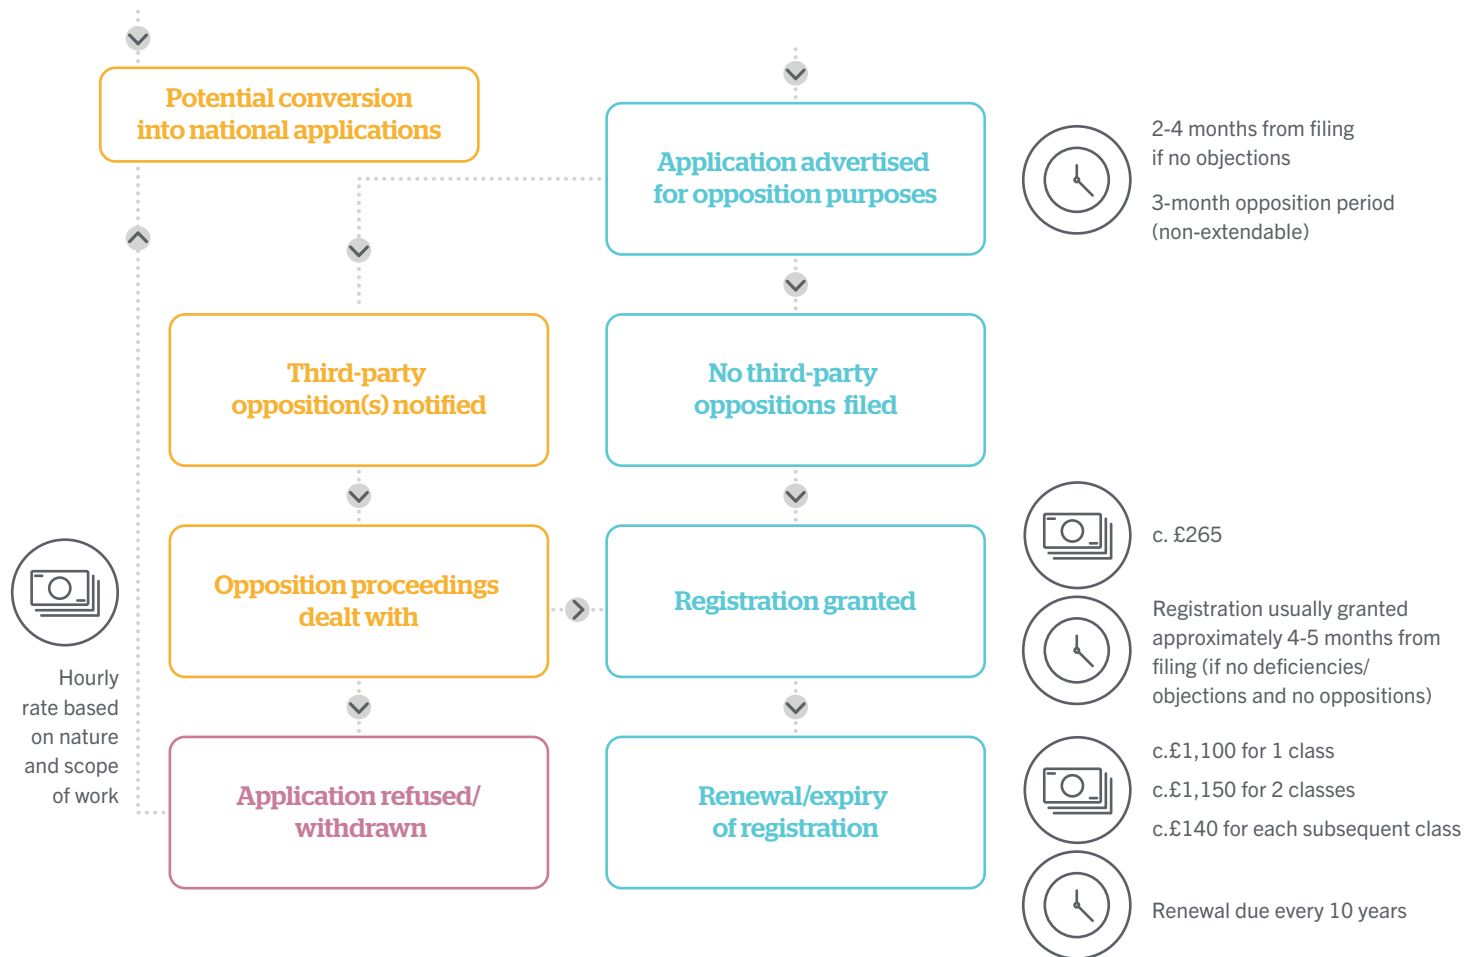 Potential conversion
into national applications
Application advertised
for opposition purposes
2-4 months from filing
if no objections
3-month opposition period
(non-extendable)
Third-party
opposition(s) notified
No third-party
oppositions filed
Opposition proceedings
dealt with
Registration granted
c. £265
Registration usually granted
approximately 4-5 months from
filing (if no deficiencies/
objections and no oppositions)
Hourly
rate based
on nature
and scope
of work
Application refused/
withdrawn
Renewal/expiry
of registration
c.£1,100 for 1 class
c.£1,150 for 2 classes
c.£140 for each subsequent class
Renewal due every 10 years